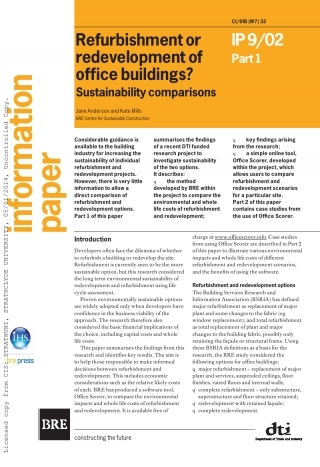 CI/SfB (W7) 32
Refurbishment or
redevelopment of
office buildings?
Sustainability comparisons
IP 9/02
Part 1
Jane Anderson and Kate Mills
BRE Centre for Sustainable Construction
information
paper
Considerable guidance is
available to the building
industry for increasing the
sustainability of individual
refurbishment and
redevelopment projects.
However, there is very little
information to allow a
direct comparison of
refurbishment and
redevelopment options.
Part 1 of this paper
summarises the findings
of a recent DTI funded
research project to
investigate sustainability
of the two options.
It describes:
q the method
developed by BRE within
the project to compare the
environmental and whole
life costs of refurbishment
and redevelopment;
q key findings arising
from the research;
q a simple online tool,
Office Scorer, developed
within the project, which
allows users to compare
refurbishment and
redevelopment scenarios
for a particular site.
Part 2 of this paper
contains case studies from
the use of Office Scorer.
Introduction
Developers often face the dilemma of whether
to refurbish a building or redevelop the site.
Refurbishment is currently seen to be the more
sustainable option, but this research considered
the long term environmental sustainability of
redevelopment and refurbishment using life
cycle assessment.
Proven environmentally sustainable options
are widely adopted only when developers have
confidence in the business viability of the
approach. The research therefore also
considered the basic financial implications of
the choice, including capital costs and whole
life costs.
This paper summarises the findings from this
research and identifies key results. The aim is
to help those responsible to make informed
decisions between refurbishment and
redevelopment. This includes economic
considerations such as the relative likely costs
of each. BRE has produced a software tool,
Office Scorer, to compare the environmental
impacts and whole life costs of refurbishment
and redevelopment. It is available free of
charge at www.officescorer.info. Case studies
from using Office Scorer are described in Part 2
of this paper to illustrate various environmental
impacts and whole life costs of different
refurbishment and redevelopment scenarios,
and the benefits of using the software.
Refurbishment and redevelopment options
The Building Services Research and
Information Association (BSRIA) has defined
major refurbishment as replacement of major
plant and some changes to the fabric (eg
window replacement); and total refurbishment
as total replacement of plant and major
changes to the building fabric, possibly only
retaining the façade or structural frame. Using
these BSRIA definitions as a basis for the
research, the BRE study considered the
following options for office buildings:
q major refurbishment – replacement of major
plant and services, suspended ceilings, floor
finishes, raised floors and internal walls;
q complete refurbishment – only substructure,
superstructure and floor structure retained;
q redevelopment with retained façade;
q complete redevelopment.
IHS
bre press
BRE
constructing the future
dti
Department of Trade and Industry
Licensed copy from CIS: STRATHUNI, STRATHCLYDE UNIVERSITY, 05/01/2014, Uncontrolled Copy.